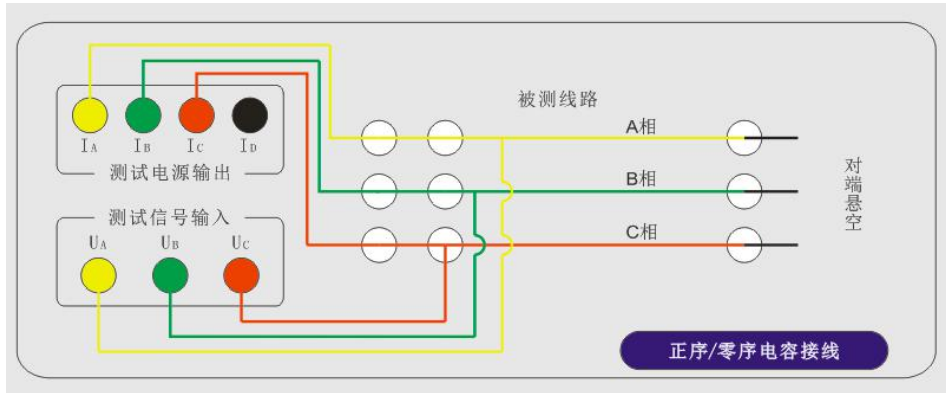 被测线路
IA IB IC ID
测试电源输出
A相
B相
C相
对端悬空
测试信号输入
UA UB UC
正序/零序电容接线